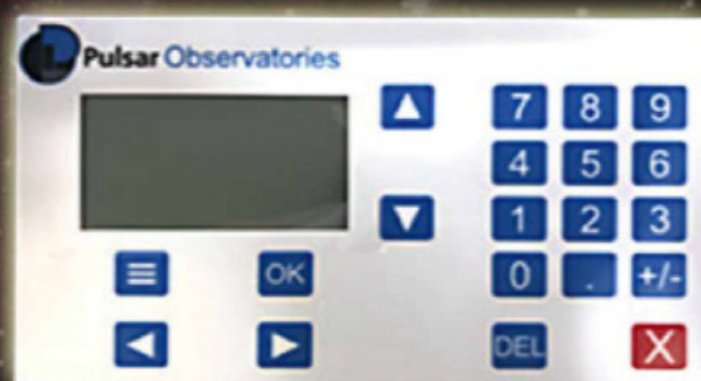 Pulsar Observatories
7 8 9
4 5 6
1 2 3
OK
0 . +/-
DEL X